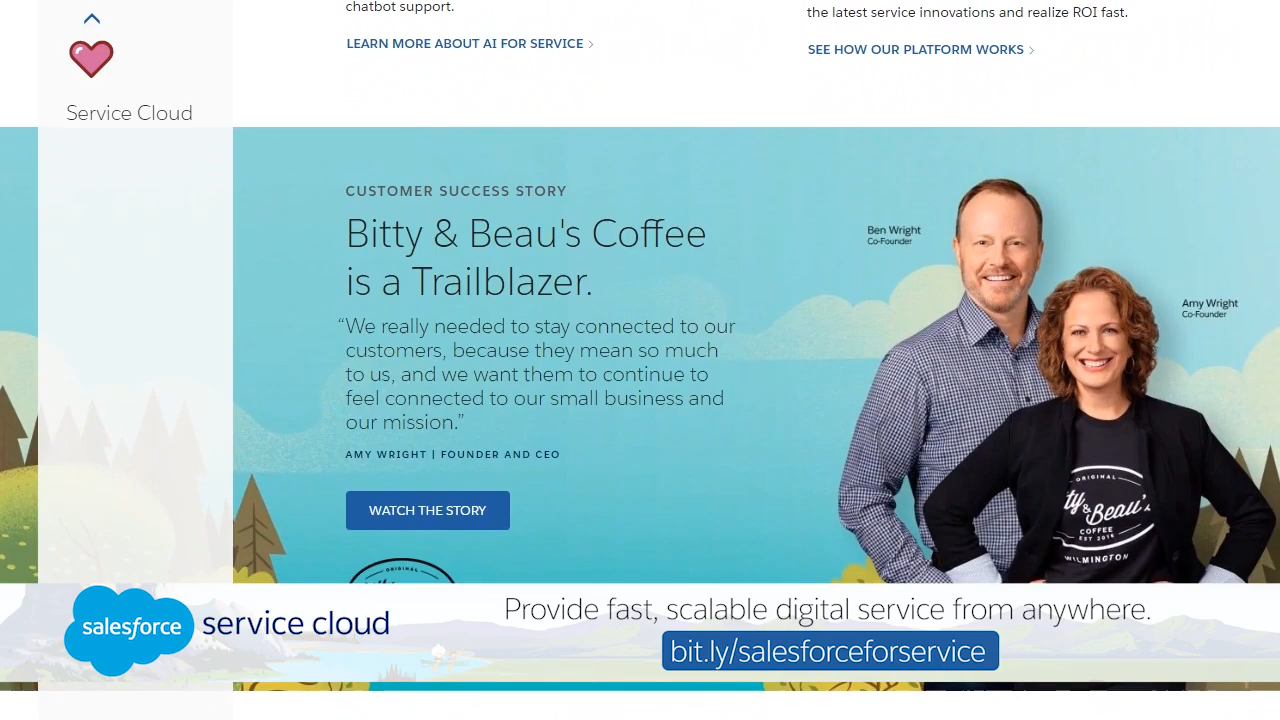 chatbot support.
LEARN MORE ABOUT AI FOR SERVICE >
the latest service innovations and realize ROI fast.
SEE HOW OUR PLATFORM WORKS >
Service Cloud
CUSTOMER SUCCESS STORY
Bitty & Beau's Coffee
is a Trailblazer.
“We really needed to stay connected to our
customers, because they mean so much
to us, and we want them to continue to
feel connected to our small business and
our mission.”
AMY WRIGHT | FOUNDER AND CEO
WATCH THE STORY
ORIGINAL
Ben Wright
Co-Founder
Amy Wright
Co-Founder
ORIGINAL
tty & Beau's
COFFEE
EST 2016
WILMINGTON
salesforce service cloud
Provide fast, scalable digital service from anywhere.
bit.ly/salesforceforservice